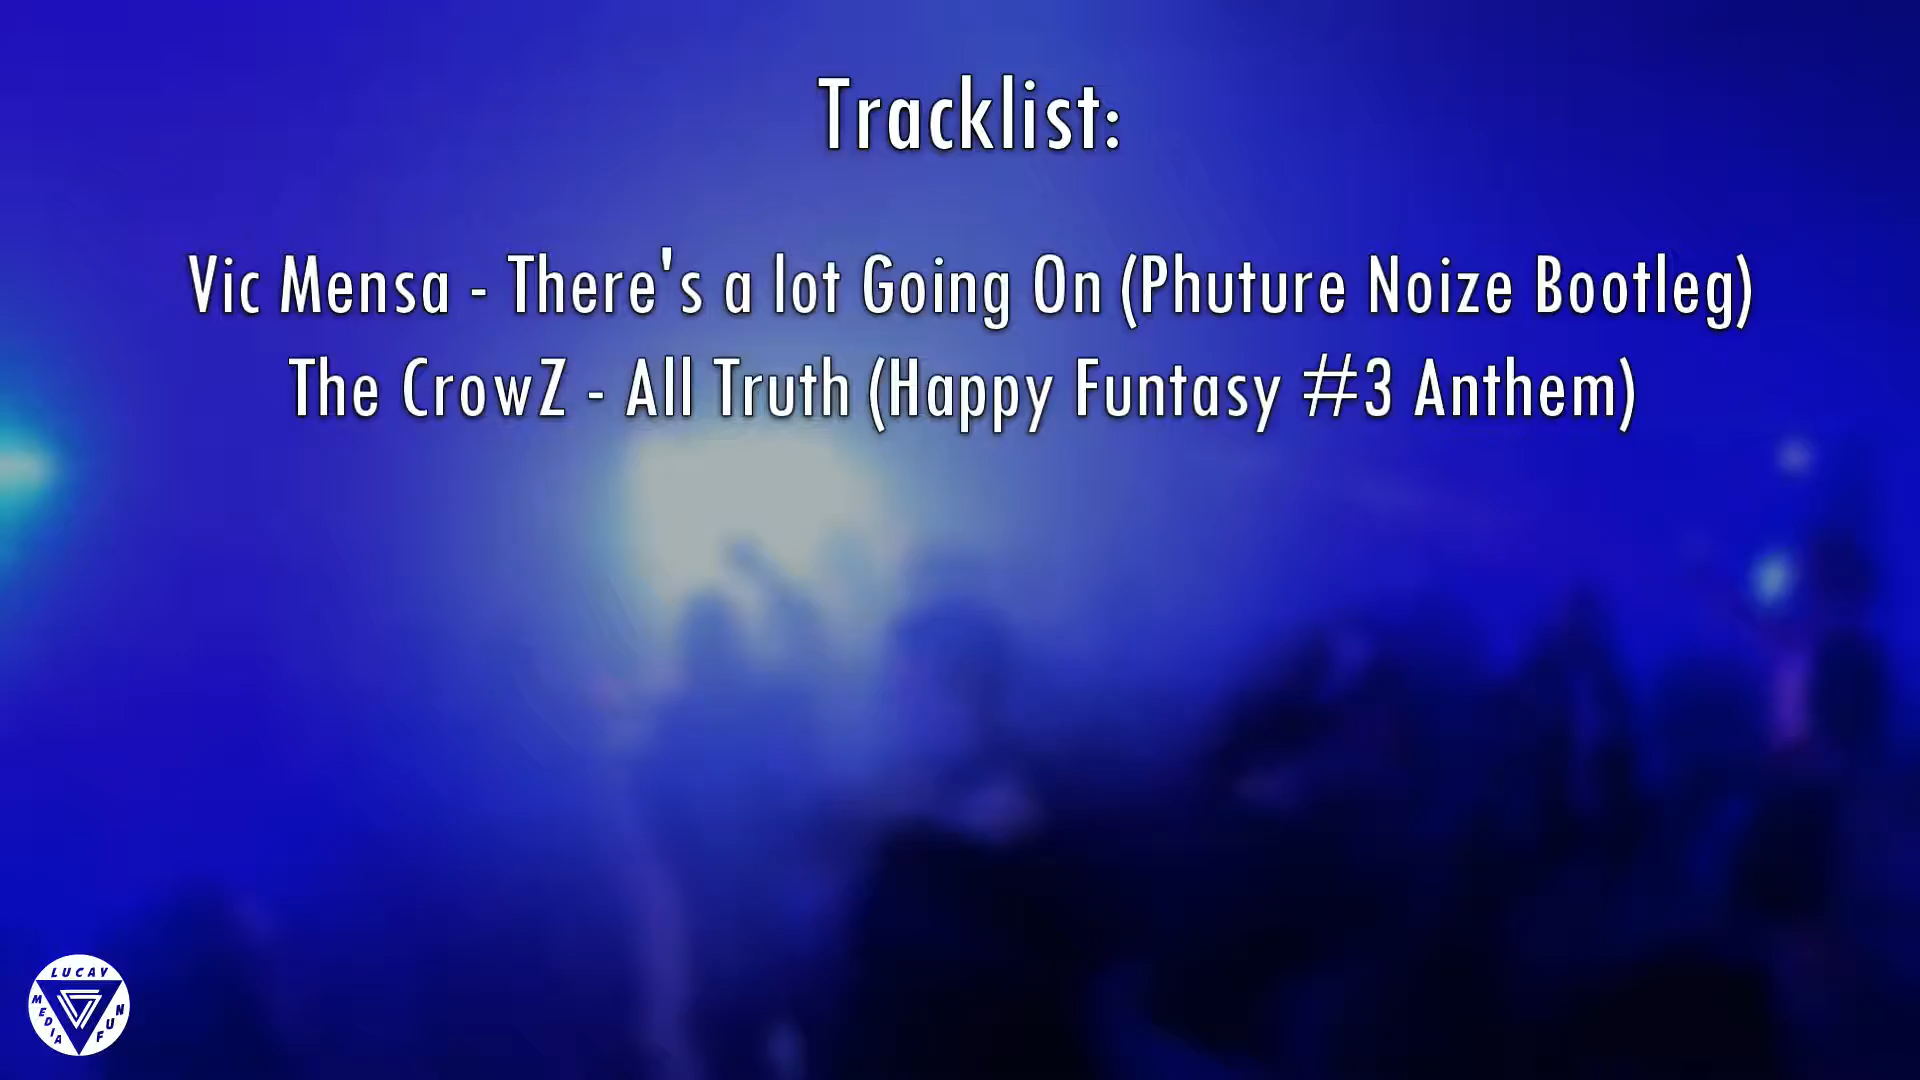 Tracklist:
Vic Mensa - There's a lot Going On (Phuture Noize Bootleg)
The CrowZ - All Truth (Happy Funtasy #3 Anthem)
LUCAV
MEDIA
FUN